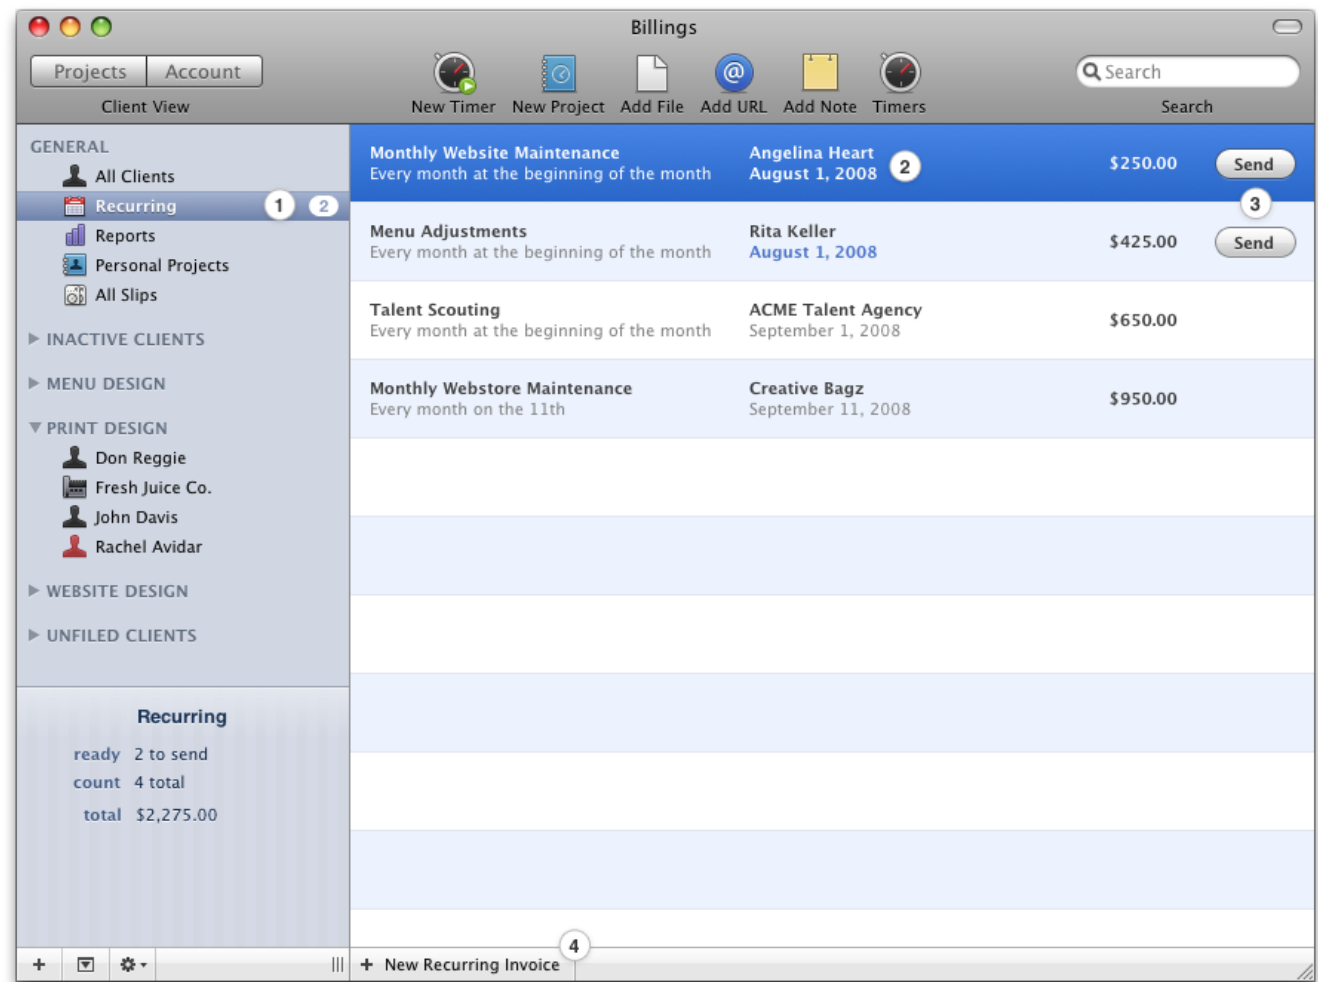 Billings
Projects Account
Client View
New Timer New Project Add File Add URL Add Note Timers
Search
Search
GENERAL
All Clients
Recurring 1 2
Reports
Personal Projects
All Slips
INACTIVE CLIENTS
MENU DESIGN
PRINT DESIGN
Don Reggie
Fresh Juice Co.
John Davis
Rachel Avidar
WEBSITE DESIGN
UNFILED CLIENTS
Recurring
ready 2 to send
count 4 total
total $2,275.00
Monthly Website Maintenance Angelina Heart
Every month at the beginning of the month August 1, 2008 2 $250.00 Send
3
Menu Adjustments Rita Keller
Every month at the beginning of the month August 1, 2008 $425.00 Send
Talent Scouting ACME Talent Agency
Every month at the beginning of the month September 1, 2008 $650.00
Monthly Webstore Maintenance Creative Bagz
Every month on the 11th September 11, 2008 $950.00
4
+ New Recurring Invoice